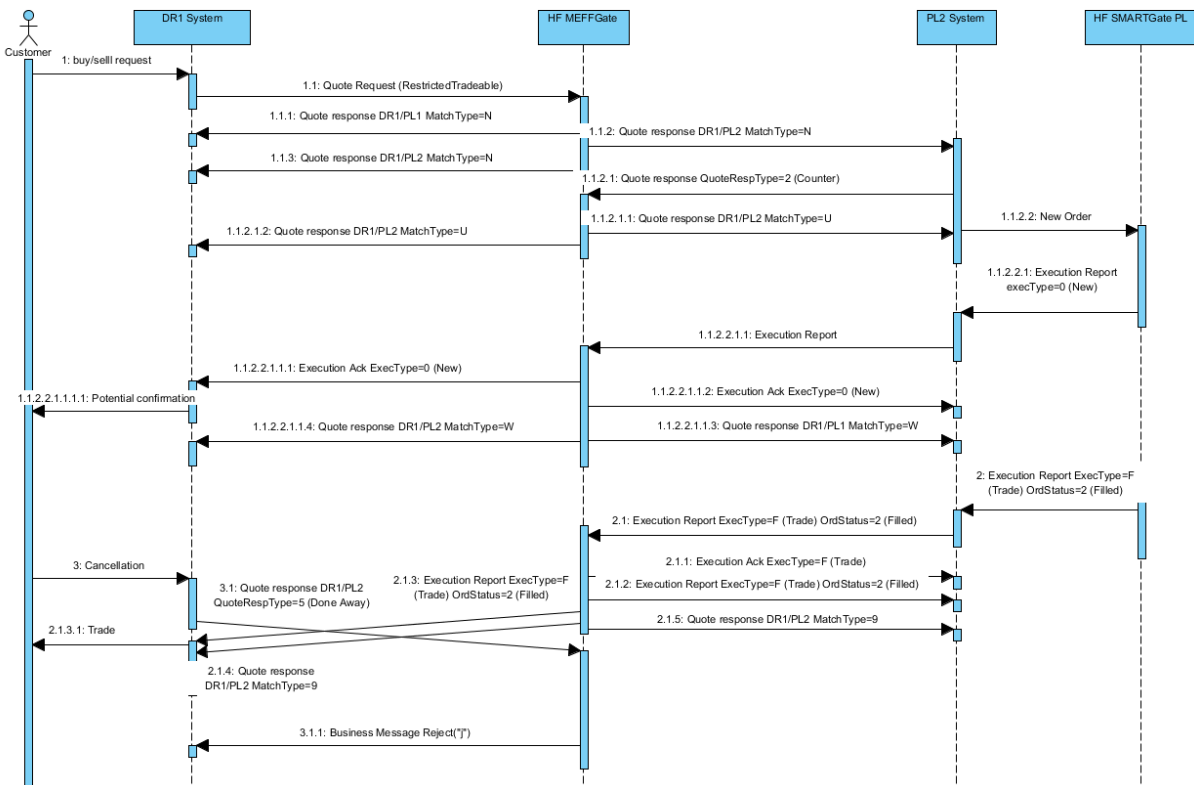 DR1 System
HF MEFFGate
PL2 System
HF SMARTGate PL
Customer
1: buy/selll request
1.1: Quote Request (RestrictedTradeable)
1.1.1: Quote response DR1/PL1 MatchType=N
1.1.2: Quote response DR1/PL2 MatchType=N
1.1.3: Quote response DR1/PL2 MatchType=N
1.1.2.1: Quote response QuoteRespType=2 (Counter)
1.1.2.1.1: Quote response DR1/PL2 MatchType=U
1.1.2.2: New Order
1.1.2.1.2: Quote response DR1/PL2 MatchType=U
1.1.2.2.1: Execution Report
execType=0 (New)
1.1.2.2.1.1: Execution Report
1.1.2.2.1.1.1: Execution Ack ExecType=0 (New)
1.1.2.2.1.1.2: Execution Ack ExecType=0 (New)
1.1.2.2.1.1.1.1: Potential confirmation
1.1.2.2.1.1.4: Quote response DR1/PL2 MatchType=W
1.1.2.2.1.1.3: Quote response DR1/PL1 MatchType=W
2: Execution Report ExecType=F
(Trade) OrdStatus=2 (Filled)
2.1: Execution Report ExecType=F (Trade) OrdStatus=2 (Filled)
2.1.1: Execution Ack ExecType=F (Trade)
3: Cancellation
3.1: Quote response DR1/PL2
QuoteRespType=5 (Done Away)
2.1.3: Execution Report ExecType=F
(Trade) OrdStatus=2 (Filled)
2.1.2: Execution Report ExecType=F (Trade) OrdStatus=2 (Filled)
2.1.5: Quote response DR1/PL2 MatchType=9
2.1.3.1: Trade
2.1.4: Quote response
DR1/PL2 MatchType=9
3.1.1: Business Message Reject("j")